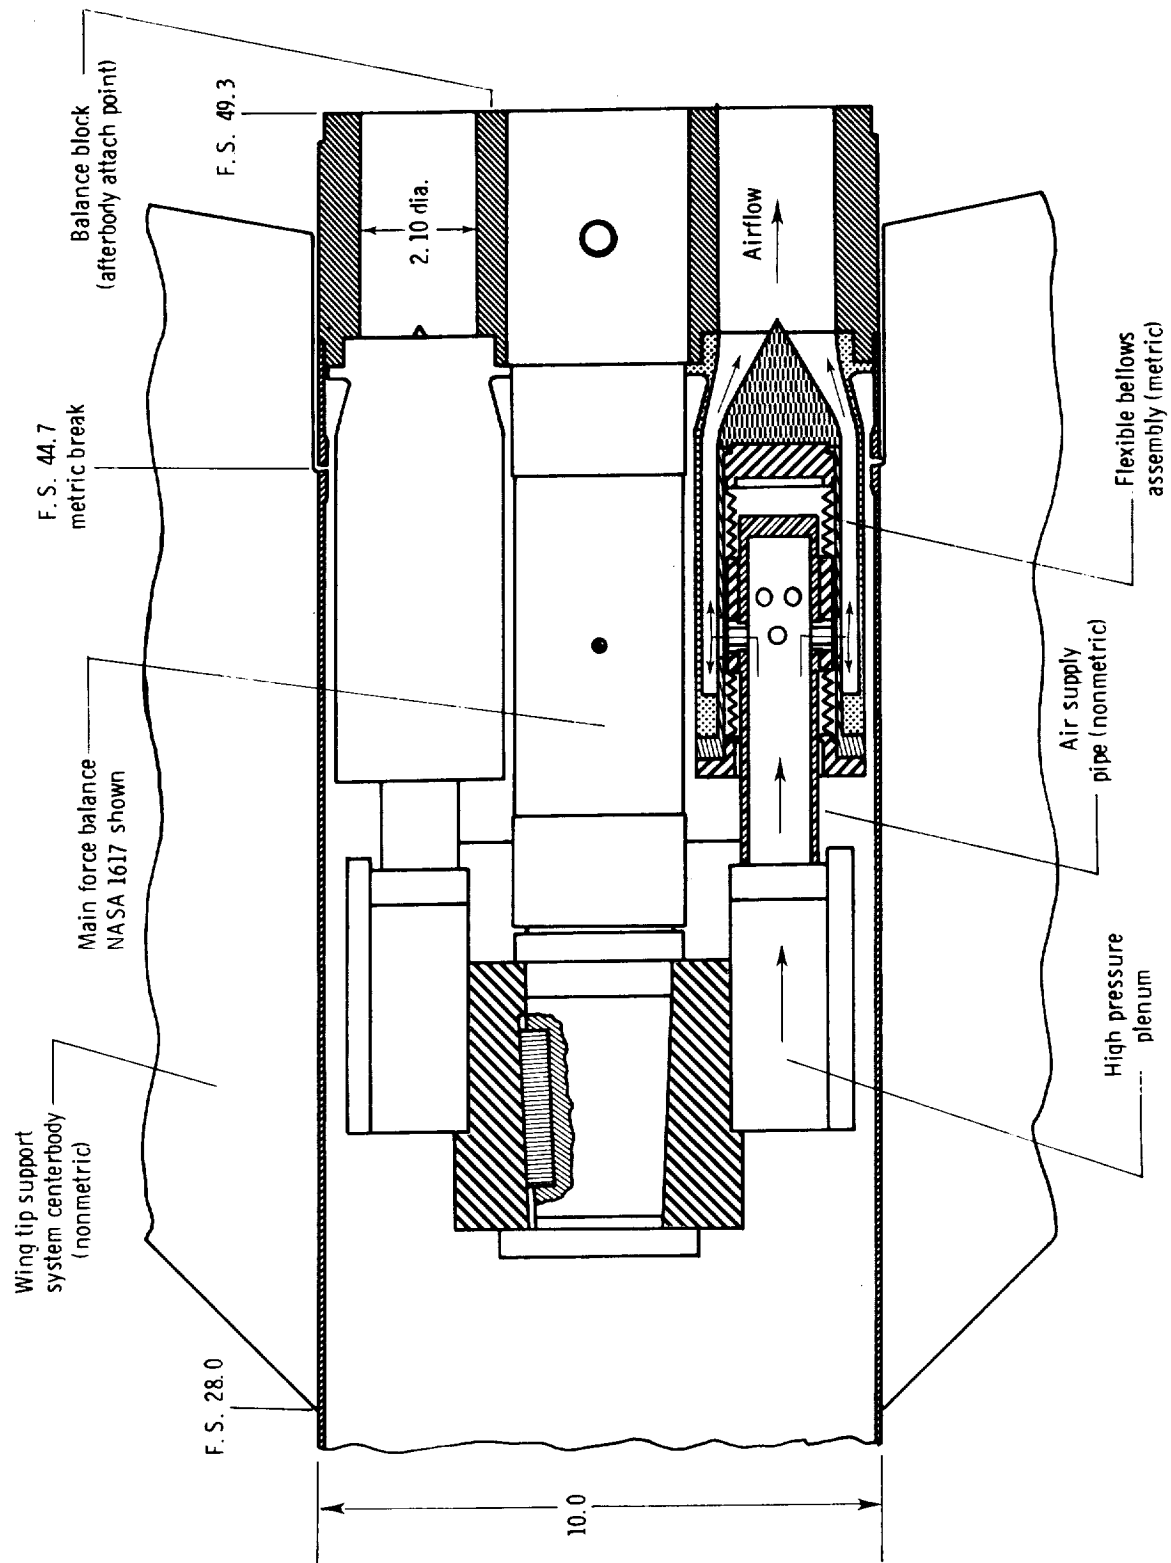 Wing tip support
system centerbody
(nonmetric)
Main force balance
NASA 1617 shown
F.S. 44.7
metric break
Balance block
(afterbody attach point)
F.S. 28.0
F.S. 49.3
10.0
2.10 dia.
Airflow
High pressure
plenum
Air supply
pipe (nonmetric)
Flexible bellows
assembly (metric)